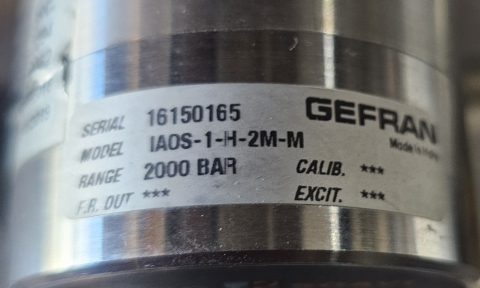 SERIAL 16150165 GEFRAN
MODEL IAOS-1-H-2M-M Made in Italy
RANGE 2000 BAR CALIB. ***
F.R. OUT *** EXCIT. ***